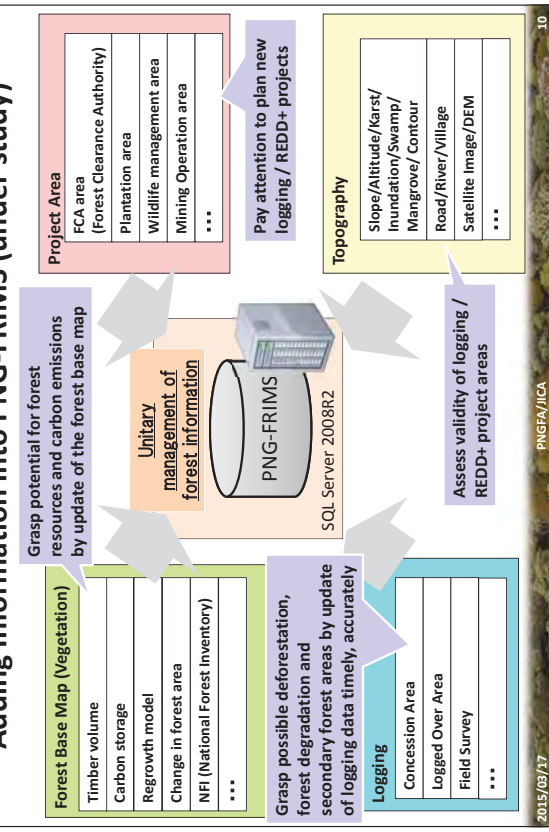 Adding information into PNG-FRIMS (under study)
Forest Base Map (Vegetation)
Timber volume
Carbon storage
Regrowth model
Change in forest area
NFI (National Forest Inventory)
…
Grasp potential for forest
resources and carbon emissions
by update of the forest base map
Project Area
FCA area
(Forest Clearance Authority)
Plantation area
Wildlife management area
Mining Operation area
…
Pay attention to plan new
logging / REDD+ projects
Unitary
management of
forest information
PNG-FRIMS
SQL Server 2008R2
Grasp possible deforestation,
forest degradation and
secondary forest areas by update
of logging data timely, accurately
Logging
Concession Area
Logged Over Area
Field Survey
…
Assess validity of logging /
REDD+ project areas
Topography
Slope/Altitude/Karst/
Inundation/Swamp/
Mangrove/ Contour
Road/River/Village
Satellite Image/DEM
…
2015/03/17
PNGFA/JICA
10